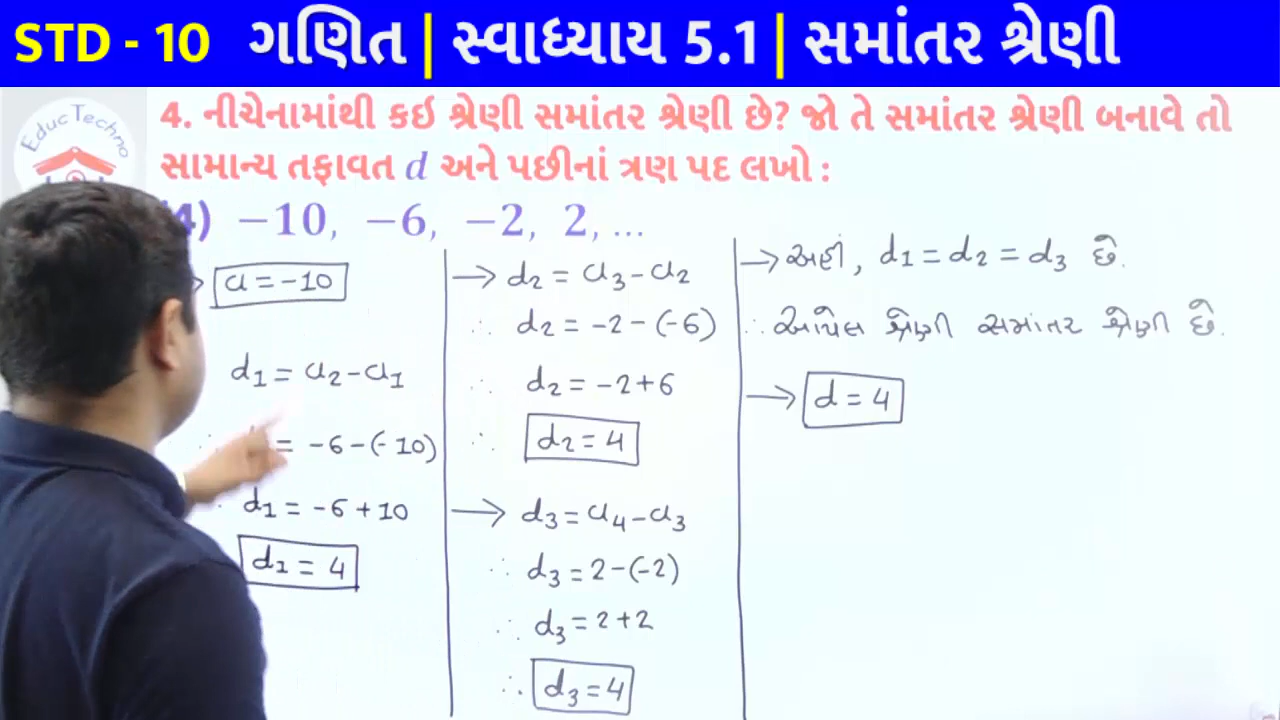 STD - 10 ગણિત | સ્વાધ્યાય 5.1 | સમાંતર શ્રેણી
EducTechno
4. નીચેનામાંથી કઇ શ્રેણી સમાંતર શ્રેણી છે? જો તે સમાંતર શ્રેણી બનાવે તો
સામાન્ય તફાવત d અને પછીનાં ત્રણ પદ લખો :
4) −10, −6, −2, 2, ...
a = -10
d1 = a2 - a1
∴ = -6 - (-10)
∴ d1 = -6 + 10
d1 = 4
→ d2 = a3 - a2
∴ d2 = -2 - (-6)
∴ d2 = -2 + 6
∴ d2 = 4
→ d3 = a4 - a3
∴ d3 = 2 - (-2)
∴ d3 = 2 + 2
∴ d3 = 4
→ અહીં, d1 = d2 = d3 છે.
∴ આપેલ શ્રેણી સમાંતર શ્રેણી છે.
→ d = 4